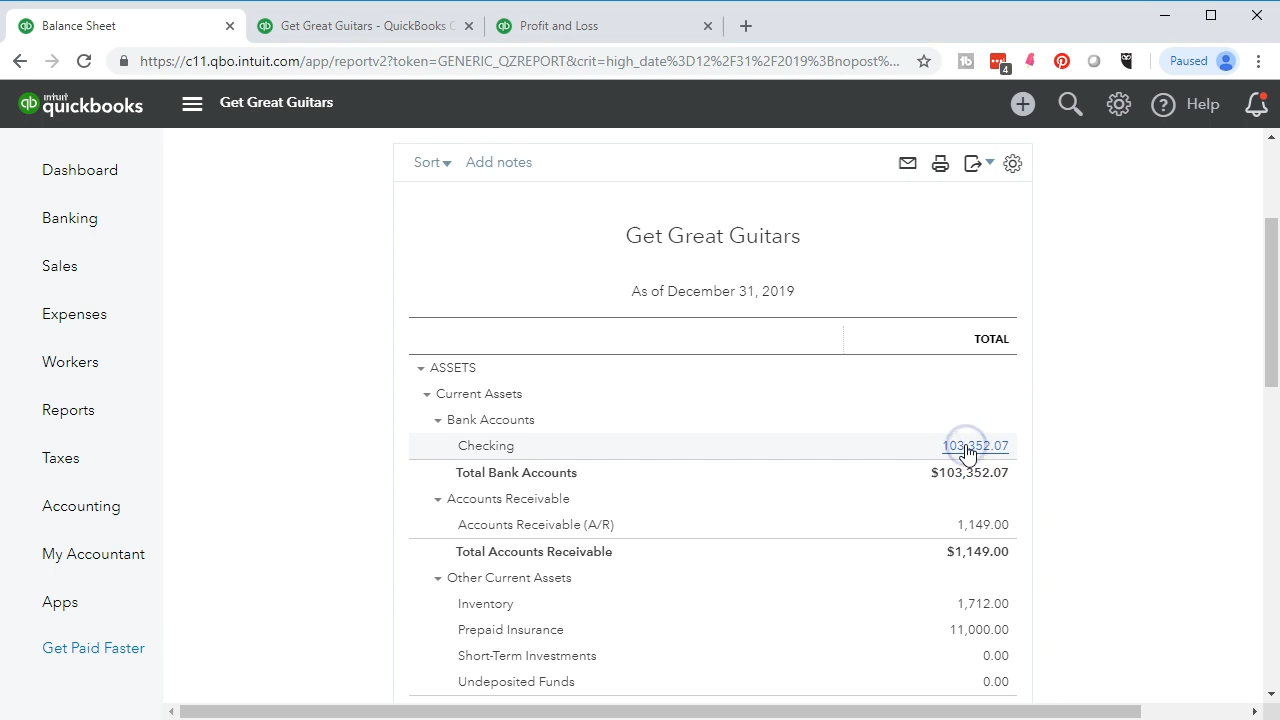 Balance Sheet
Get Great Guitars - QuickBooks
Profit and Loss
https://c11.qbo.intuit.com/app/reportv2?token=GENERIC_QZREPORT&crit=high_date%3D12%2F31%2F2019%3Bnoptst%...
4
Paused
intuit
quickbooks
Get Great Guitars
Help
Dashboard
Banking
Sales
Expenses
Workers
Reports
Taxes
Accounting
My Accountant
Apps
Get Paid Faster
Sort
Add notes
Get Great Guitars
As of December 31, 2019
TOTAL
ASSETS
Current Assets
Bank Accounts
Checking 103,352.07
Total Bank Accounts $103,352.07
Accounts Receivable
Accounts Receivable (A/R) 1,149.00
Total Accounts Receivable $1,149.00
Other Current Assets
Inventory 1,712.00
Prepaid Insurance 11,000.00
Short-Term Investments 0.00
Undeposited Funds 0.00